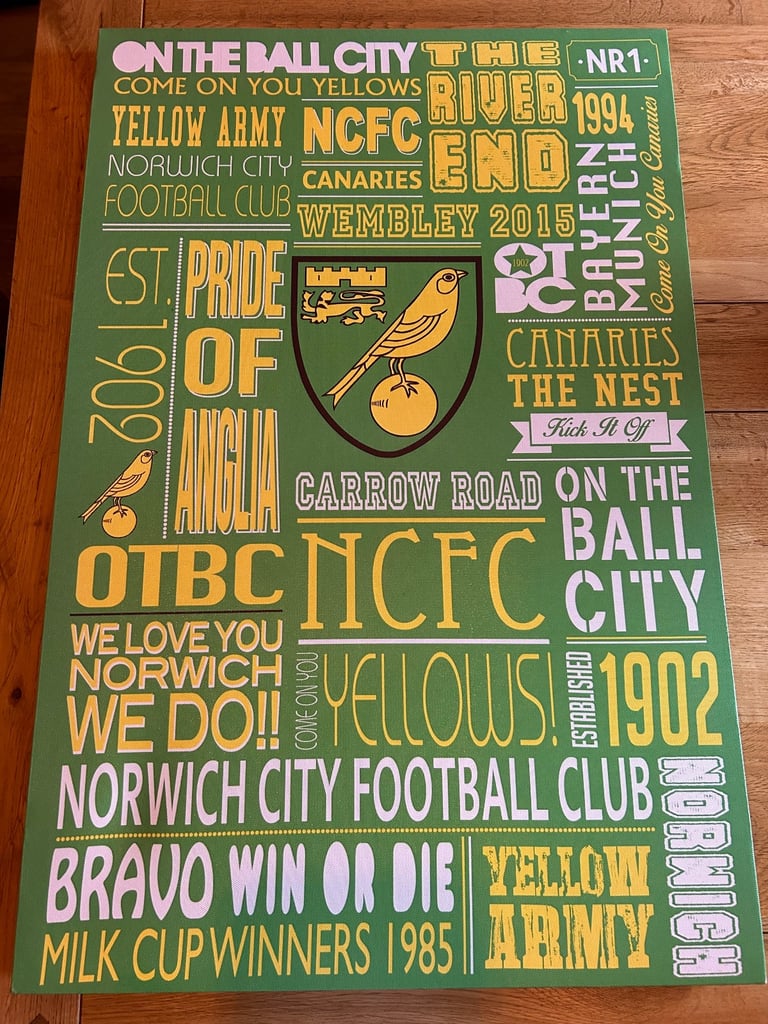 ON THE BALL CITY
COME ON YOU YELLOWS
YELLOW ARMY
NORWICH CITY
FOOTBALL CLUB
NCFC
CANARIES
THE
RIVER
END
·NR1·
1994
BAYERN
MUNICH
Come On You Canaries
WEMBLEY 2015
1902
OT
BC
EST. 1902
PRIDE
OF
ANGLIA
CANARIES
THE NEST
Kick It Off
CARROW ROAD
NCFC
ON THE
BALL
CITY
OTBC
WE LOVE YOU
NORWICH
WE DO!!
COME ON YOU
YELLOWS!
ESTABLISHED
1902
NORWICH CITY FOOTBALL CLUB
NORWICH
BRAVO WIN OR DIE
MILK CUP WINNERS 1985
YELLOW
ARMY